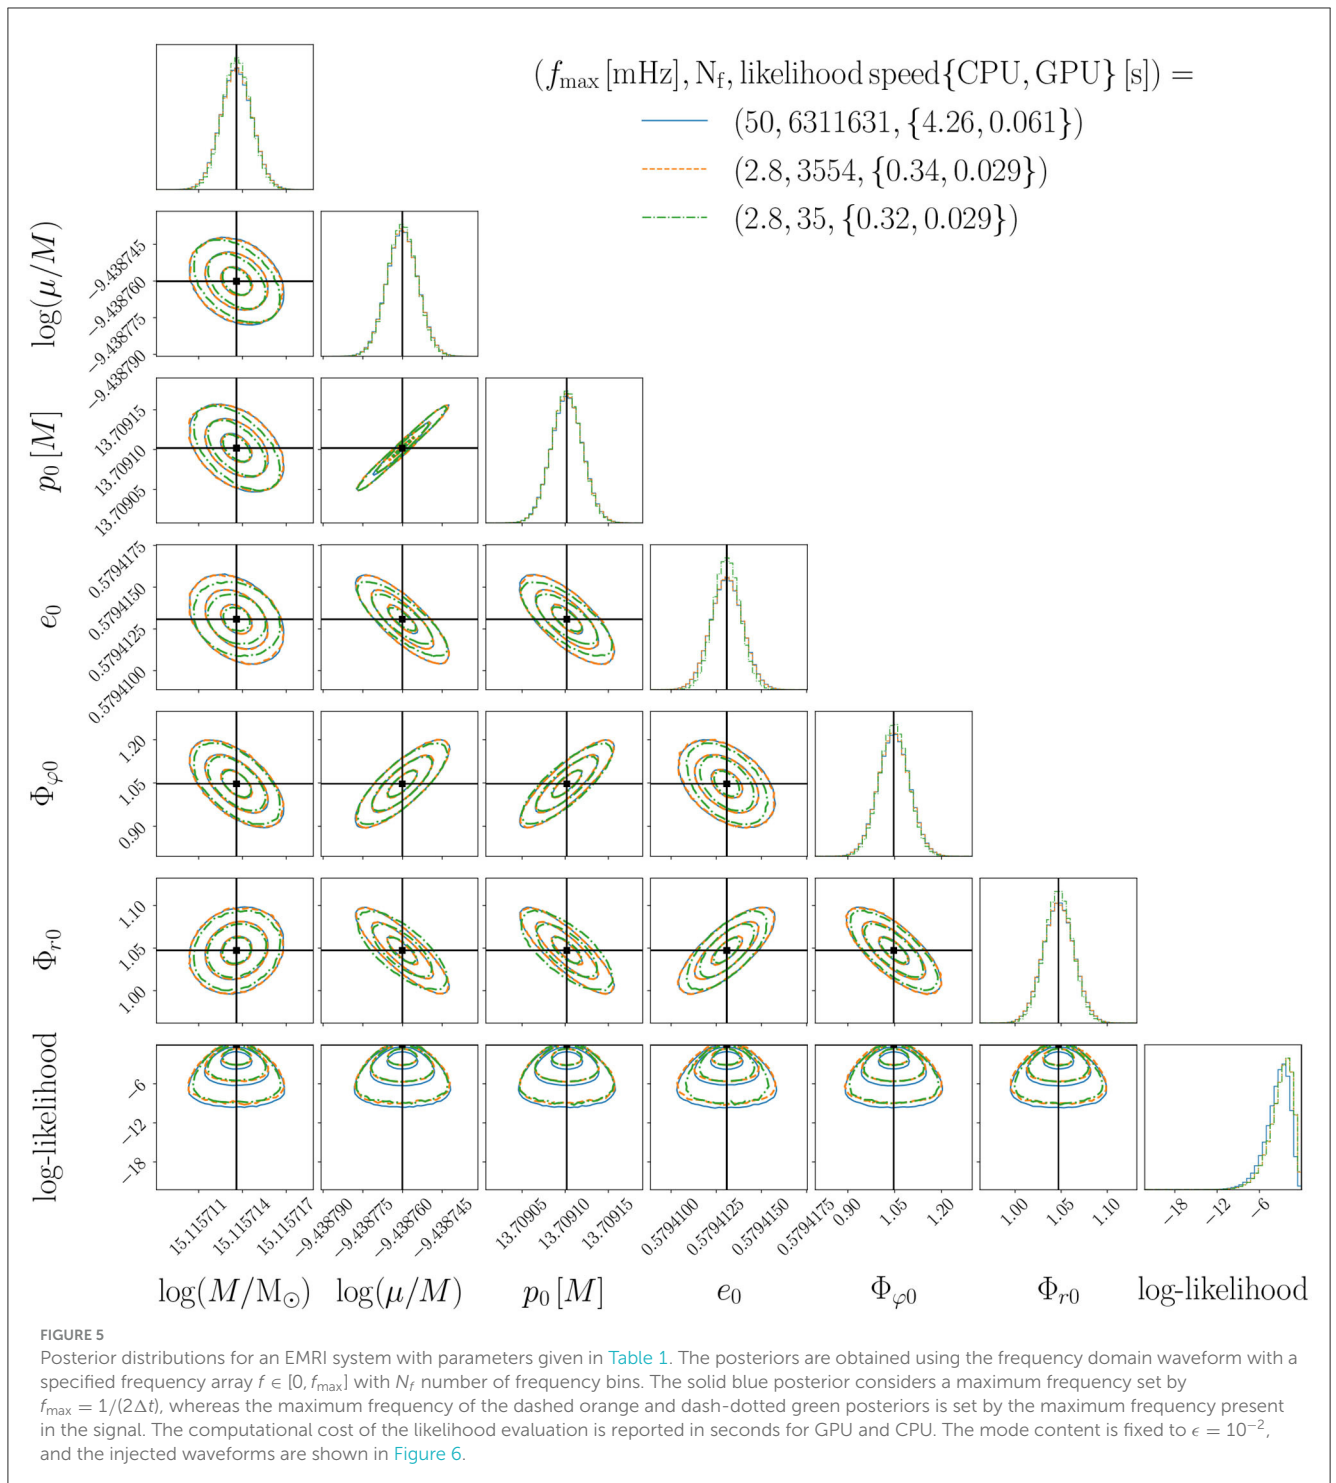 (f_max [mHz], N_f, likelihood speed{CPU, GPU} [s]) =
(50, 6311631, {4.26, 0.061})
(2.8, 3554, {0.34, 0.029})
(2.8, 35, {0.32, 0.029})
log(μ/M)
−9.438745
−9.438760
−9.438775
−9.438790
p_0 [M]
13.70915
13.70910
13.70905
e_0
0.5794175
0.5794150
0.5794125
0.5794100
Φ_φ0
1.20
1.05
0.90
Φ_r0
1.10
1.05
1.00
log-likelihood
−6
−12
−18
15.115711 15.115714 15.115717 −9.438790 −9.438775 −9.438760 −9.438745 13.70905 13.70910 13.70915 0.5794100 0.5794125 0.5794150 0.5794175 0.90 1.05 1.20 1.00 1.05 1.10 −18 −12 −6
log(M/M⊙) log(μ/M) p_0 [M] e_0 Φ_φ0 Φ_r0 log-likelihood
FIGURE 5
Posterior distributions for an EMRI system with parameters given in Table 1. The posteriors are obtained using the frequency domain waveform with a
specified frequency array f ∈ [0, f_max] with N_f number of frequency bins. The solid blue posterior considers a maximum frequency set by
f_max = 1/(2Δt), whereas the maximum frequency of the dashed orange and dash-dotted green posteriors is set by the maximum frequency present
in the signal. The computational cost of the likelihood evaluation is reported in seconds for GPU and CPU. The mode content is fixed to ϵ = 10⁻²,
and the injected waveforms are shown in Figure 6.